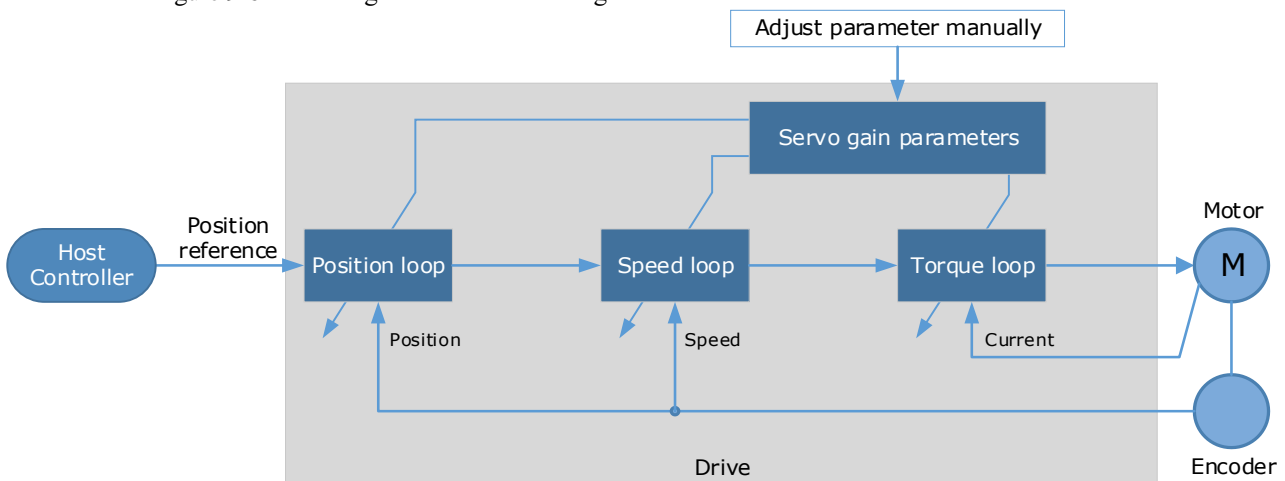 Adjust parameter manually
Servo gain parameters
Motor
Position
reference
Host
Controller
Position loop
Speed loop
Torque loop
M
Position
Speed
Current
Drive
Encoder